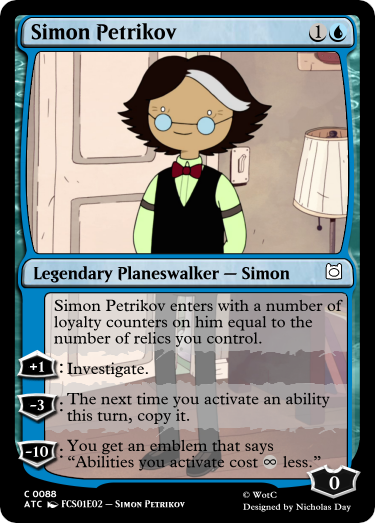 Simon Petrikov 1
Legendary Planeswalker — Simon
Simon Petrikov enters with a number of
loyalty counters on him equal to the
number of relics you control.
+1 : Investigate.
-3 : The next time you activate an ability
this turn, copy it.
-10 : You get an emblem that says
“Abilities you activate cost ∞ less.”
0
C 0088
ATC FCS01E02 — Simon Petrikov
© WotC
Designed by Nicholas Day